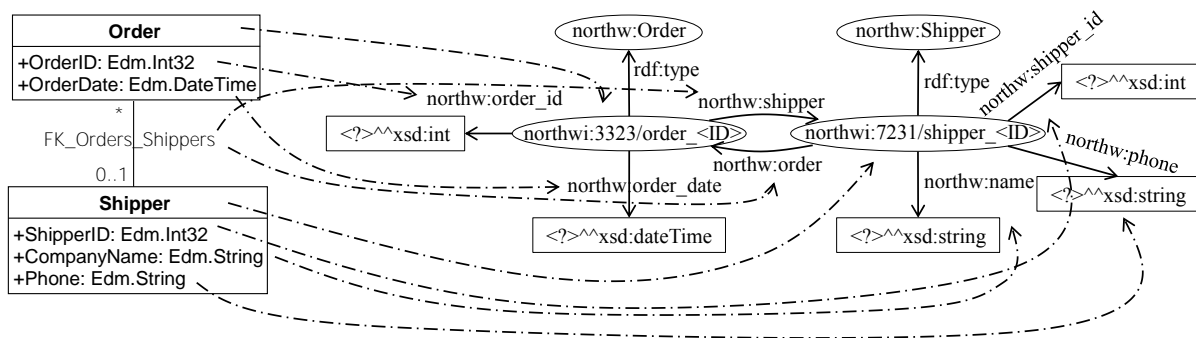 Order
+OrderID: Edm.Int32
+OrderDate: Edm.DateTime
*
FK_Orders_Shippers
0..1
Shipper
+ShipperID: Edm.Int32
+CompanyName: Edm.String
+Phone: Edm.String
northw:Order
rdf:type
northw:order_id
northw:shipper
<?>^^xsd:int
northwi:3323/order_<ID>
northw:order
northw:order_date
<?>^^xsd:dateTime
northw:Shipper
rdf:type
northw:shipper_id
<?>^^xsd:int
northwi:7231/shipper_<ID>
northw:phone
northw:name
<?>^^xsd:string
<?>^^xsd:string